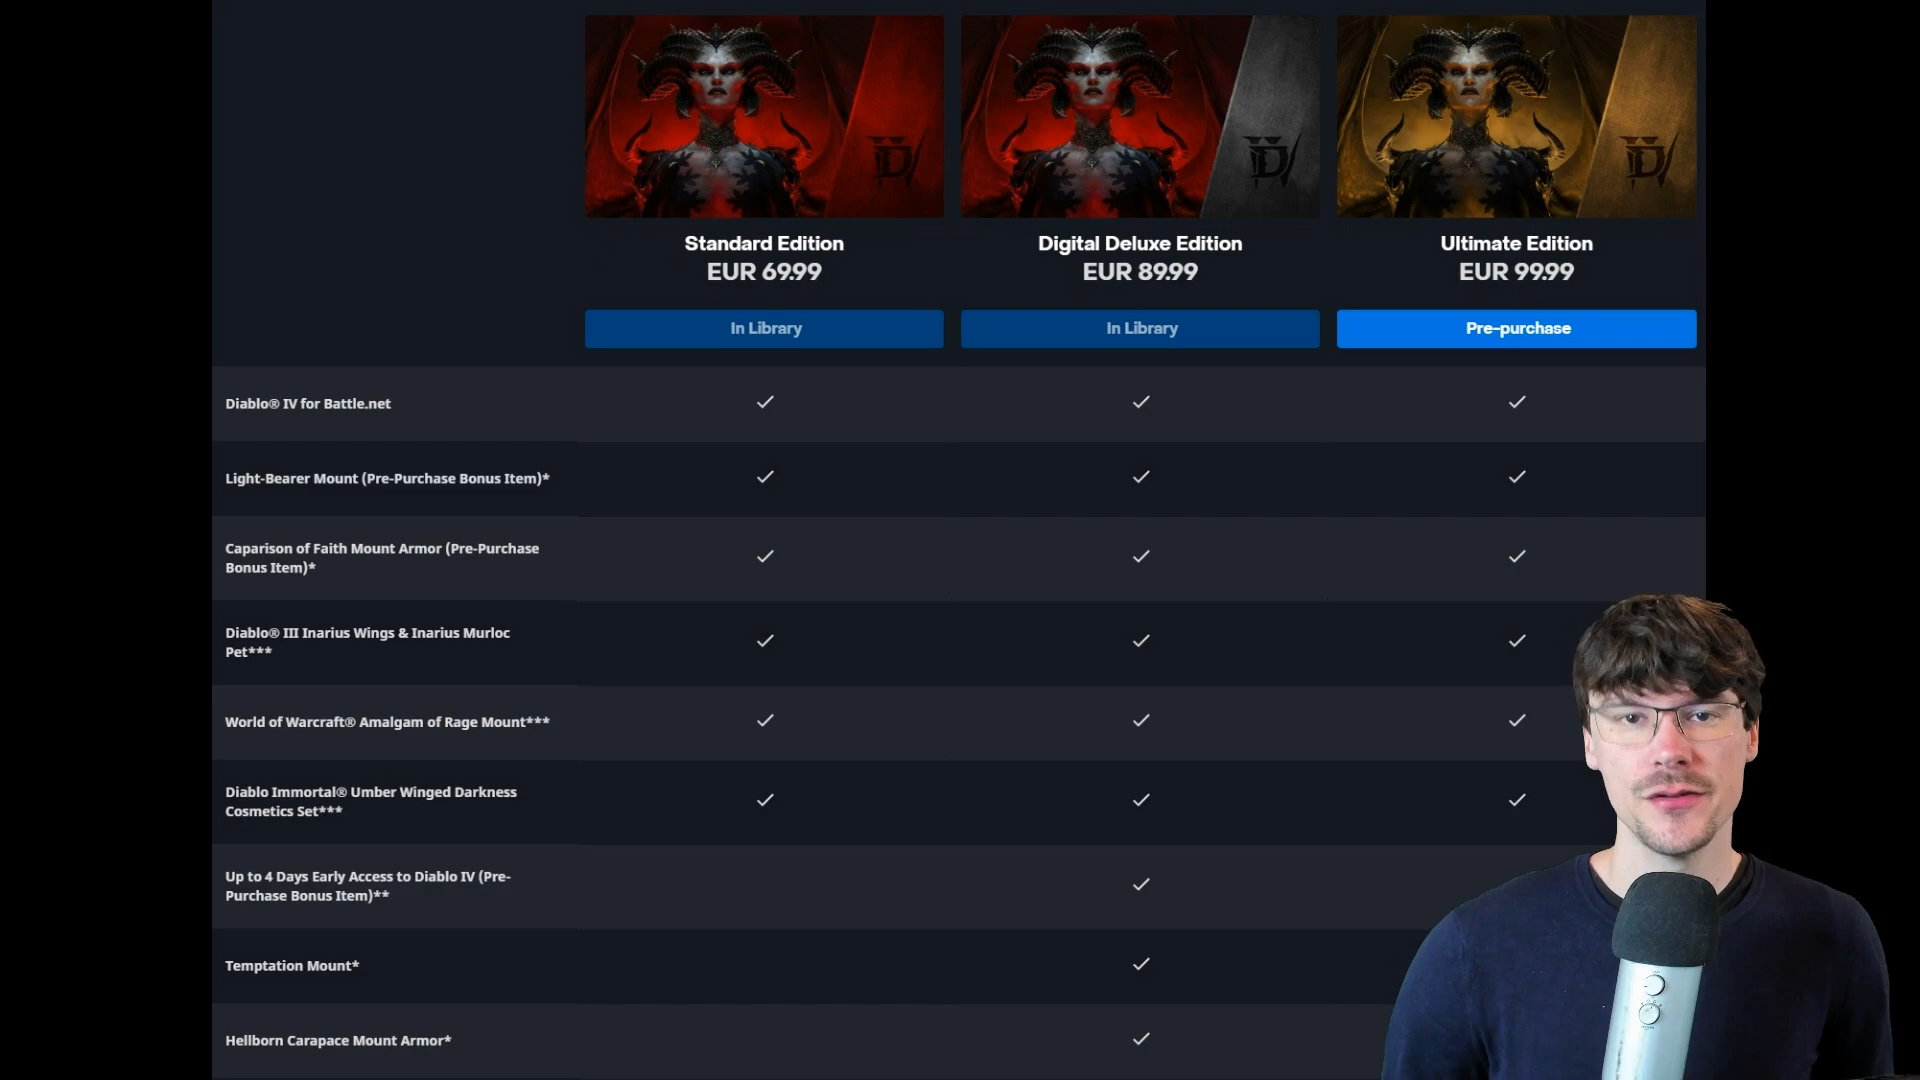 Standard Edition
EUR 69.99
In Library
Digital Deluxe Edition
EUR 89.99
In Library
Ultimate Edition
EUR 99.99
Pre-purchase
Diablo® IV for Battle.net
Light-Bearer Mount (Pre-Purchase Bonus Item)*
Caparison of Faith Mount Armor (Pre-Purchase
Bonus Item)*
Diablo® III Inarius Wings & Inarius Murloc
Pet***
World of Warcraft® Amalgam of Rage Mount***
Diablo Immortal® Umber Winged Darkness
Cosmetics Set***
Up to 4 Days Early Access to Diablo IV (Pre-
Purchase Bonus Item)**
Temptation Mount*
Hellborn Carapace Mount Armor*